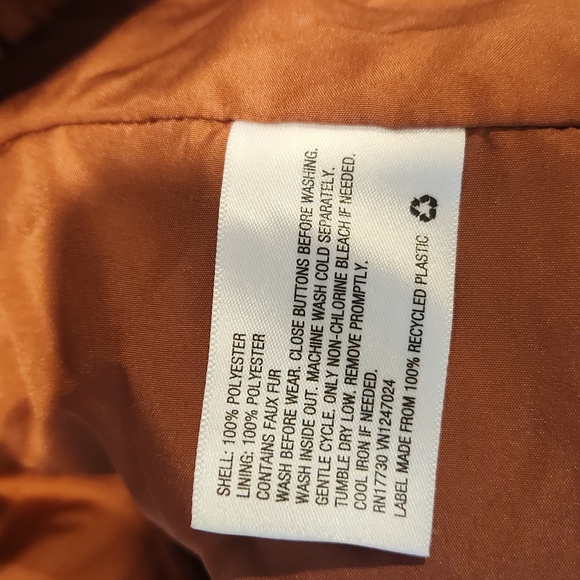 SHELL: 100% POLYESTER
LINING: 100% POLYESTER
CONTAINS FAUX FUR
WASH BEFORE WEAR. CLOSE BUTTONS BEFORE WASHING.
WASH INSIDE OUT. MACHINE WASH COLD SEPARATELY.
GENTLE CYCLE. ONLY NON-CHLORINE BLEACH IF NEEDED.
TUMBLE DRY LOW. REMOVE PROMPTLY.
COOL IRON IF NEEDED.
RN17730 VN1247024
LABEL MADE FROM 100% RECYCLED PLASTIC